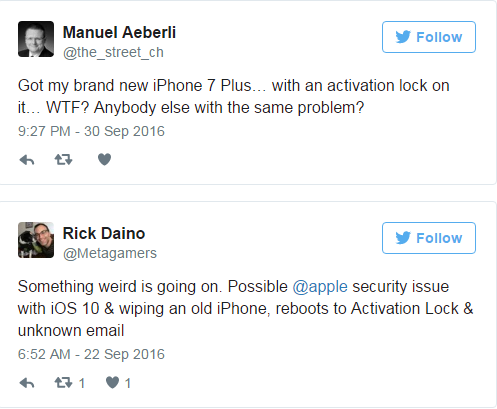 Manuel Aeberli
@the_street_ch
Follow
Got my brand new iPhone 7 Plus… with an activation lock on
it… WTF? Anybody else with the same problem?
9:27 PM - 30 Sep 2016
Rick Daino
@Metagamers
Follow
Something weird is going on. Possible @apple security issue
with iOS 10 & wiping an old iPhone, reboots to Activation Lock &
unknown email
6:52 AM - 22 Sep 2016
1 1